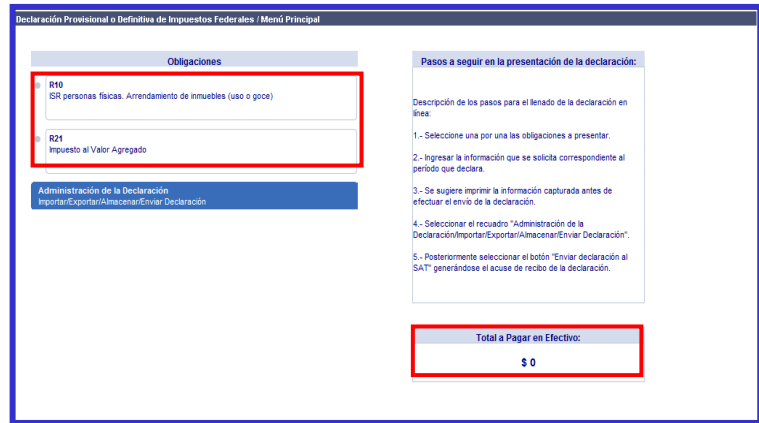 Declaración Provisional o Definitiva de Impuestos Federales / Menú Principal
Obligaciones
R10
ISR personas físicas. Arrendamiento de inmuebles (uso o goce)
R21
Impuesto al Valor Agregado
Administración de la Declaración
Importar/Exportar/Almacenar/Enviar Declaración
Pasos a seguir en la presentación de la declaración:
Descripción de los pasos para el llenado de la declaración en
línea:
1.- Seleccione una por una las obligaciones a presentar.
2.- Ingresar la información que se solicita correspondiente al
periodo que declara.
3.- Se sugiere imprimir la información capturada antes de
efectuar el envío de la declaración.
4.- Seleccionar el recuadro "Administración de la
Declaración/Importar/Exportar/Almacenar/Enviar Declaración".
5.- Posteriormente seleccionar el botón "Enviar declaración al
SAT" generándose el acuse de recibo de la declaración.
Total a Pagar en Efectivo:
$ 0